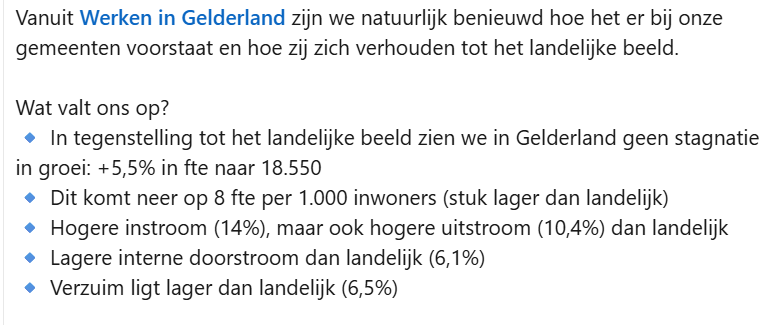 Vanuit Werken in Gelderland zijn we natuurlijk benieuwd hoe het er bij onze
gemeenten voorstaat en hoe zij zich verhouden tot het landelijke beeld.
Wat valt ons op?
🔹 In tegenstelling tot het landelijke beeld zien we in Gelderland geen stagnatie
in groei: +5,5% in fte naar 18.550
🔹 Dit komt neer op 8 fte per 1.000 inwoners (stuk lager dan landelijk)
🔹 Hogere instroom (14%), maar ook hogere uitstroom (10,4%) dan landelijk
🔹 Lagere interne doorstroom dan landelijk (6,1%)
🔹 Verzuim ligt lager dan landelijk (6,5%)